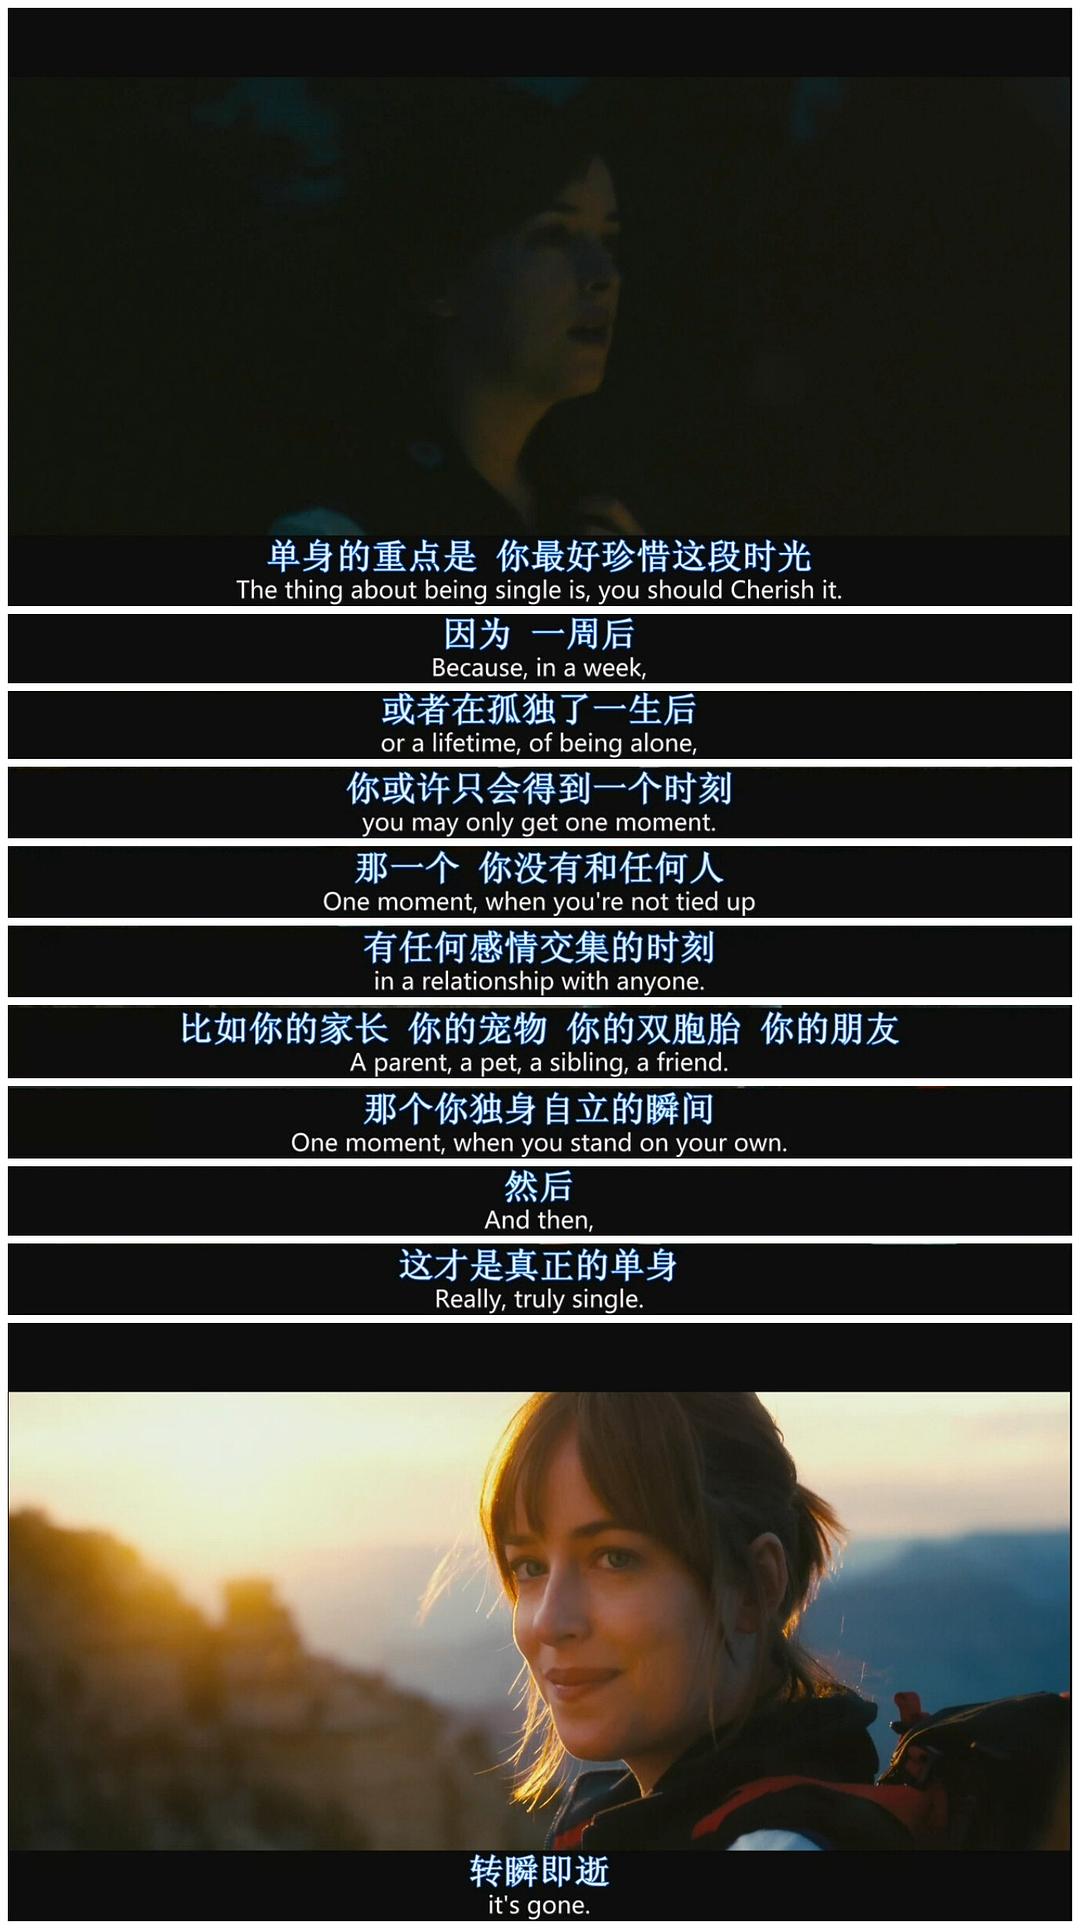 单身的重点是 你最好珍惜这段时光
The thing about being single is, you should Cherish it.
因为 一周后
Because, in a week,
或者在孤独了一生后
or a lifetime, of being alone,
你或许只会得到一个时刻
you may only get one moment.
那一个 你没有和任何人
One moment, when you're not tied up
有任何感情交集的时刻
in a relationship with anyone.
比如你的家长 你的宠物 你的双胞胎 你的朋友
A parent, a pet, a sibling, a friend.
那个你独身自立的瞬间
One moment, when you stand on your own.
然后
And then,
这才是真正的单身
Really, truly single.
转瞬即逝
it's gone.